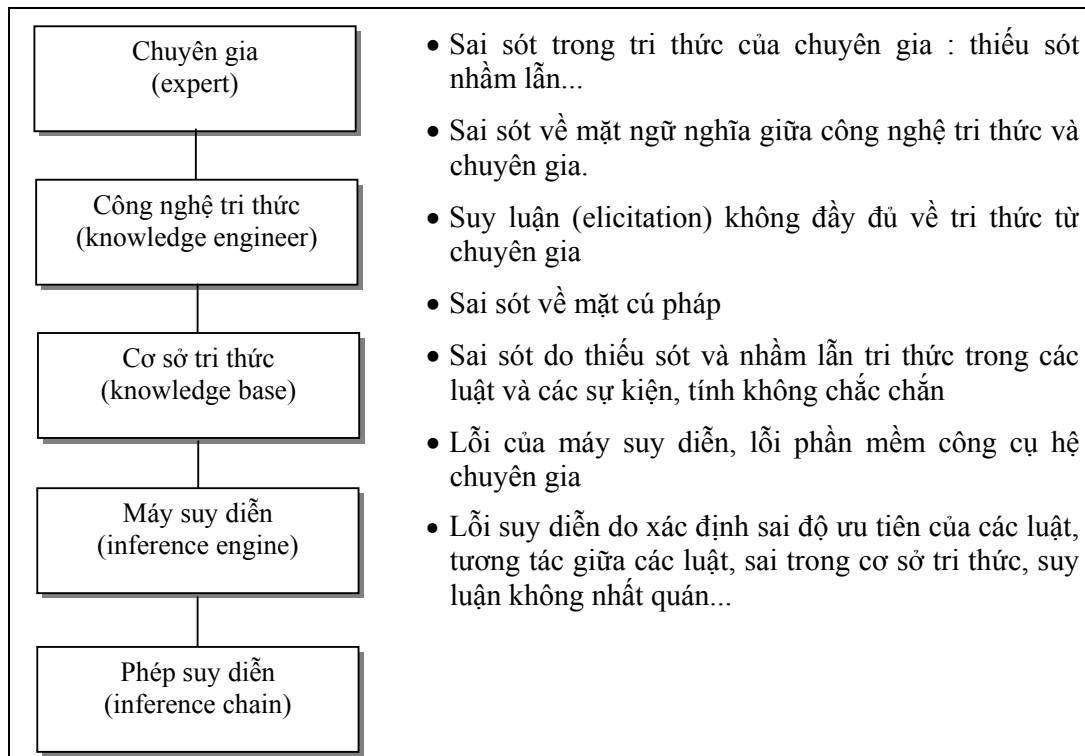 Chuyên gia
(expert)
Công nghệ tri thức
(knowledge engineer)
Cơ sở tri thức
(knowledge base)
Máy suy diễn
(inference engine)
Phép suy diễn
(inference chain)
• Sai sót trong tri thức của chuyên gia : thiếu sót
nhầm lẫn...
• Sai sót về mặt ngữ nghĩa giữa công nghệ tri thức và
chuyên gia.
• Suy luận (elicitation) không đầy đủ về tri thức từ
chuyên gia
• Sai sót về mặt cú pháp
• Sai sót do thiếu sót và nhầm lẫn tri thức trong các
luật và các sự kiện, tính không chắc chắn
• Lỗi của máy suy diễn, lỗi phần mềm công cụ hệ
chuyên gia
• Lỗi suy diễn do xác định sai độ ưu tiên của các luật,
tương tác giữa các luật, sai trong cơ sở tri thức, suy
luận không nhất quán...